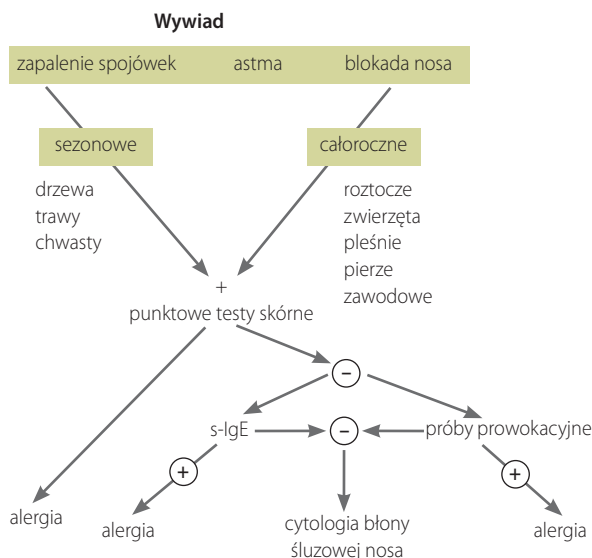 Wywiad
zapalenie spojówek astma blokada nosa
sezonowe całoroczne
drzewa
trawy
chwasty
roztocze
zwierzęta
pleśnie
pierze
zawodowe
+
punktowe testy skórne
–
s-IgE – próby prowokacyjne
+ +
alergia alergia cytologia błony alergia
śluzowej nosa